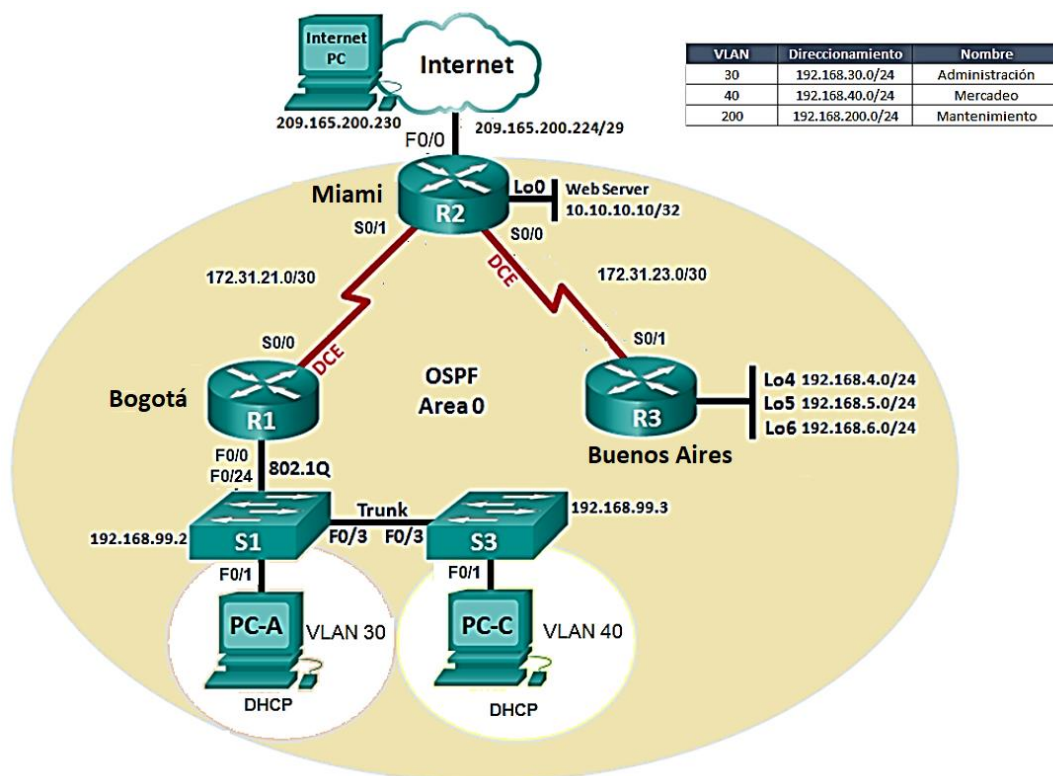 Internet
PC
Internet
209.165.200.230
209.165.200.224/29
F0/0
VLAN Direccionamiento Nombre
30 192.168.30.0/24 Administración
40 192.168.40.0/24 Mercadeo
200 192.168.200.0/24 Mantenimiento
Miami
R2
Lo0
Web Server
10.10.10.10/32
S0/1
S0/0
DCE
172.31.21.0/30
172.31.23.0/30
S0/0
DCE
S0/1
Bogotá
R1
OSPF
Area 0
R3
Buenos Aires
Lo4 192.168.4.0/24
Lo5 192.168.5.0/24
Lo6 192.168.6.0/24
F0/0
F0/24
802.1Q
Trunk
F0/3 F0/3
192.168.99.2
S1
S3
192.168.99.3
F0/1
F0/1
PC-A
VLAN 30
DHCP
PC-C
VLAN 40
DHCP